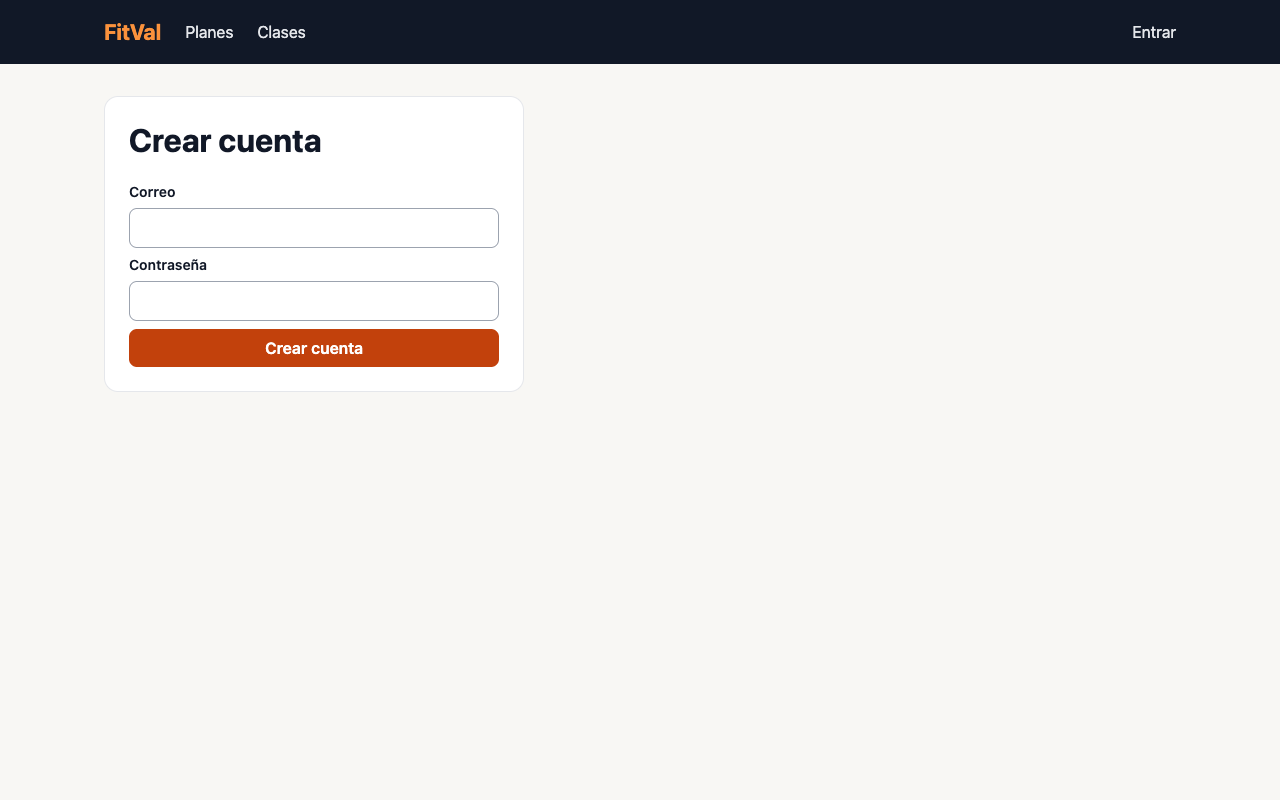 FitVal Planes Clases Entrar
Crear cuenta
Correo
Contraseña
Crear cuenta